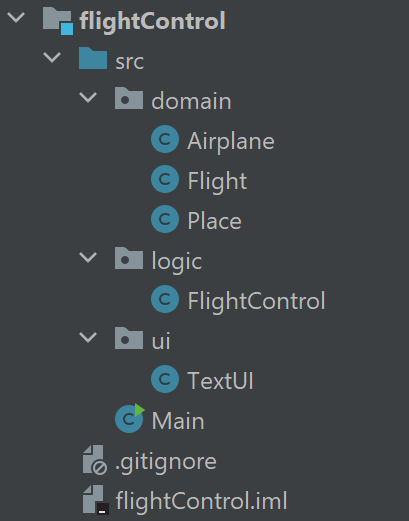 flightControl
src
domain
C Airplane
C Flight
C Place
logic
C FlightControl
ui
C TextUI
C Main
.gitignore
flightControl.iml